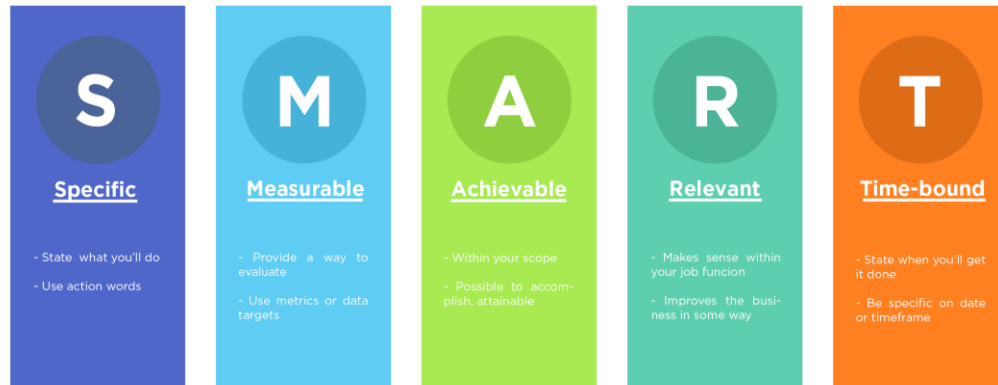 S
Specific
- State what you'll do
- Use action words
M
Measurable
- Provide a way to
evaluate
- Use metrics or data
targets
A
Achievable
- Within your scope
- Possible to accom-
plish, attainable
R
Relevant
- Makes sense within
your job funcion
- Improves the busi-
ness in some way
T
Time-bound
- State when you'll get
it done
- Be specific on date
or timeframe